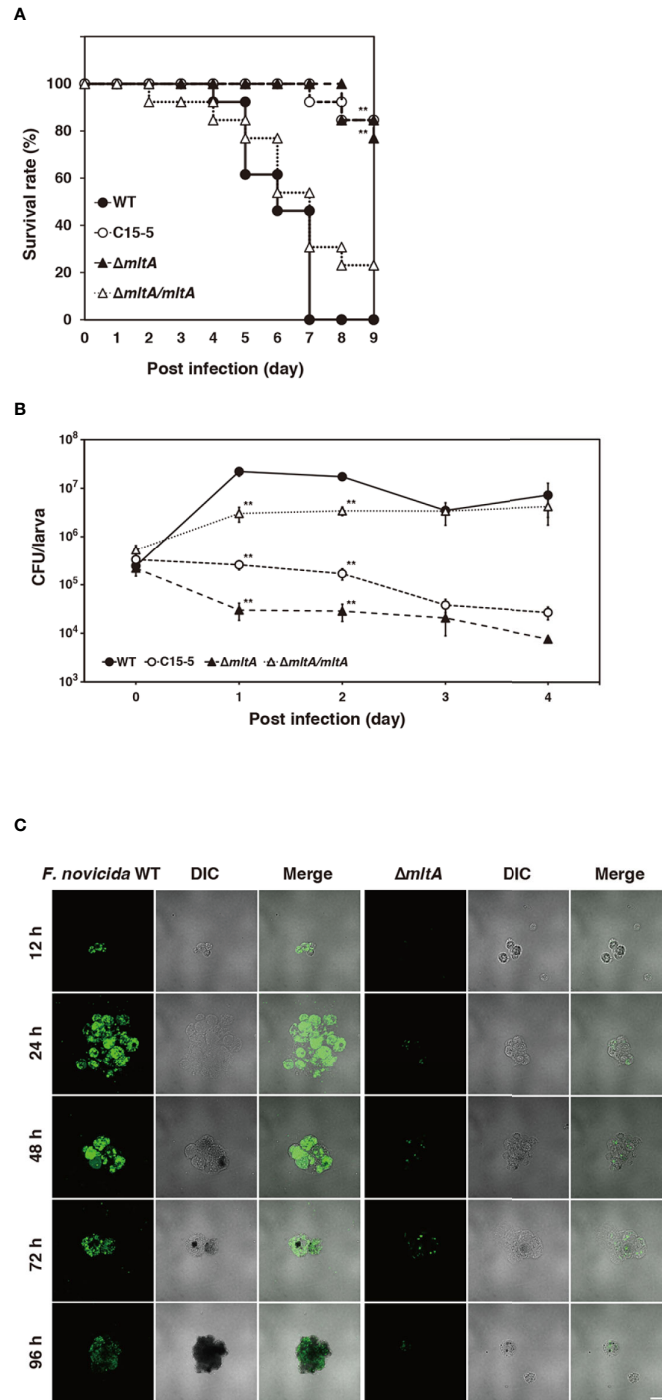 A
Survival rate (%)
100
80
60
40
20
0
**
**
WT
C15-5
ΔmltA
ΔmltA/mltA
0 1 2 3 4 5 6 7 8 9
Post infection (day)
B
CFU/larva
10⁸
10⁷
10⁶
10⁵
10⁴
10³
** **
** **
** **
WT C15-5 ΔmltA ΔmltA/mltA
0 1 2 3 4
Post infection (day)
C
F. novicida WT DIC Merge ΔmltA DIC Merge
12 h
24 h
48 h
72 h
96 h